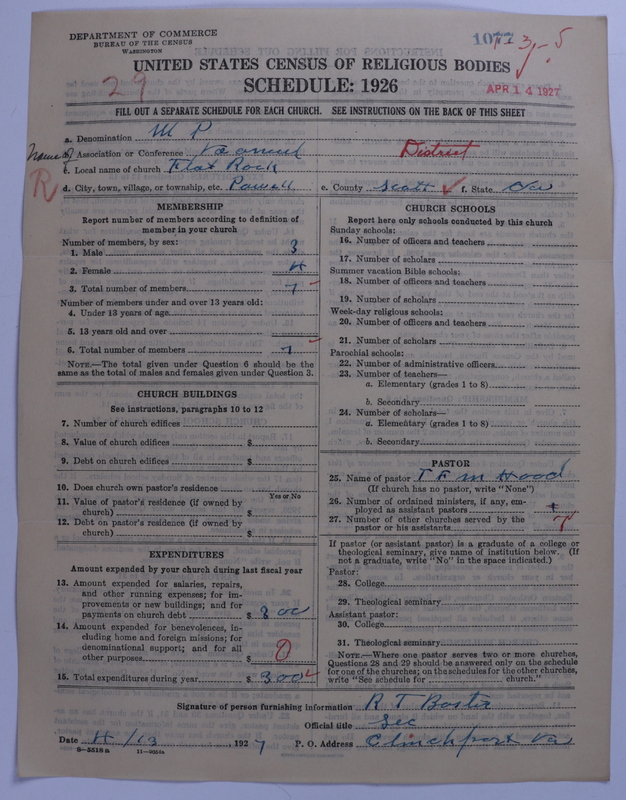 DEPARTMENT OF COMMERCE
BUREAU OF THE CENSUS
WASHINGTON
3-5
UNITED STATES CENSUS OF RELIGIOUS BODIES
29
SCHEDULE: 1926
APR 14 1927
FILL OUT A SEPARATE SCHEDULE FOR EACH CHURCH. SEE INSTRUCTIONS ON THE BACK OF THIS SHEET
a. Denomination M P
Name of
b. Association or Conference District
c. Local name of church Flat Rock
R
d. City, town, village, or township, etc. Powell e. County Scott f. State Va
MEMBERSHIP
Report number of members according to definition of member in your church
Number of members, by sex:
1. Male 3
2. Female 4
3. Total number of members 7
Number of members under and over 13 years old:
4. Under 13 years of age
5. 13 years old and over
6. Total number of members 7
NOTE.—The total given under Question 6 should be the same as the total of males and females given under Question 3.
CHURCH BUILDINGS
See instructions, paragraphs 10 to 12
7. Number of church edifices
8. Value of church edifices $
9. Debt on church edifices $
10. Does church own pastor's residence
Yes or No
11. Value of pastor's residence (if owned by church) $
12. Debt on pastor's residence (if owned by church) $
EXPENDITURES
Amount expended by your church during last fiscal year
13. Amount expended for salaries, repairs, and other running expenses; for improvements or new buildings; and for payments on church debt $ 3 00
14. Amount expended for benevolences, including home and foreign missions; for denominational support; and for all other purposes $ 0
15. Total expenditures during year $ 3 00
CHURCH SCHOOLS
Report here only schools conducted by this church
Sunday schools:
16. Number of officers and teachers
17. Number of scholars
Summer vacation Bible schools:
18. Number of officers and teachers
19. Number of scholars
Week-day religious schools:
20. Number of officers and teachers
21. Number of scholars
Parochial schools:
22. Number of administrative officers
23. Number of teachers—
a. Elementary (grades 1 to 8)
b. Secondary
24. Number of scholars—
a. Elementary (grades 1 to 8)
b. Secondary
PASTOR
25. Name of pastor T F M Hood
(If church has no pastor, write "None")
26. Number of ordained ministers, if any, employed as assistant pastors
27. Number of other churches served by the pastor or his assistants
If pastor (or assistant pastor) is a graduate of a college or theological seminary, give name of institution below. (If not a graduate, write "No" in the space indicated.)
Pastor:
28. College
29. Theological seminary
Assistant pastor:
30. College
31. Theological seminary
NOTE.—Where one pastor serves two or more churches, Questions 28 and 29 should be answered only on the schedule for one of the churches; on the schedules for the other churches, write "See schedule for church."
Signature of person furnishing information R T Boster
Official title Sec
Date 4/13, 1927 P. O. Address Clinchport Va
8-5518a 11-9554a